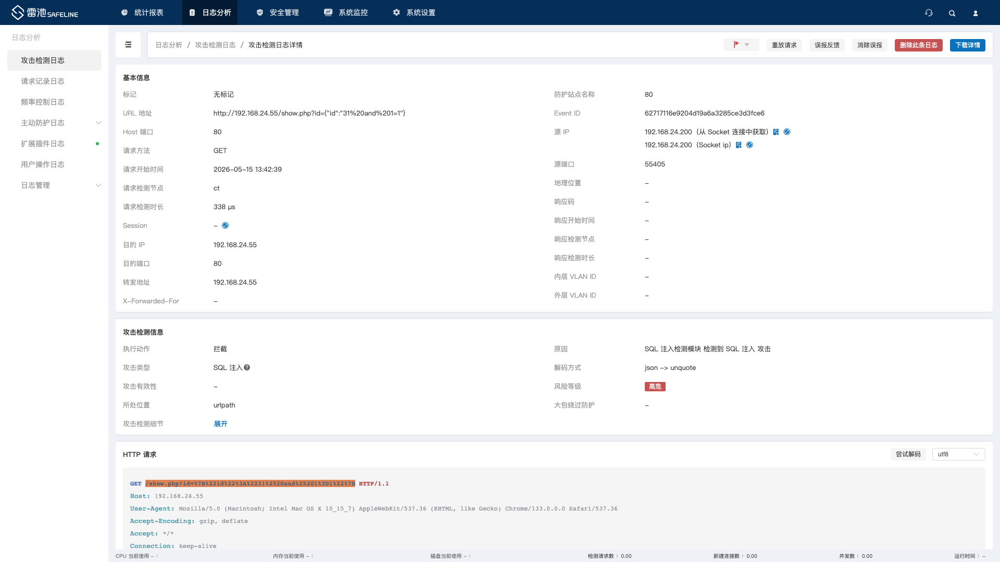 雷池 SAFELINE
统计报表
日志分析
安全管理
系统监控
系统设置
日志分析
攻击检测日志
请求记录日志
频率控制日志
主动防护日志
扩展插件日志
用户操作日志
日志管理
日志分析 / 攻击检测日志 / 攻击检测日志详情
重放请求
误报反馈
消除误报
删除此条日志
下载详情
基本信息
标记 无标记
URL 地址 http://192.168.24.55/show.php?id={"id":"31%20and%201=1"}
Host 端口 80
请求方法 GET
请求开始时间 2026-05-15 13:42:39
请求检测节点 ct
请求检测时长 338 μs
Session –
目的 IP 192.168.24.55
目的端口 80
转发地址 192.168.24.55
X-Forwarded-For –
防护站点名称 80
Event ID 62717116e9204d19a6a3285ce3d3fce6
源 IP 192.168.24.200（从 Socket 连接中获取）
192.168.24.200（Socket ip）
源端口 55405
地理位置 –
响应码 –
响应开始时间 –
响应检测节点 –
响应检测时长 –
内层 VLAN ID –
外层 VLAN ID –
攻击检测信息
执行动作 拦截
攻击类型 SQL 注入
攻击有效性 –
所处位置 urlpath
攻击检测细节 展开
原因 SQL 注入检测模块 检测到 SQL 注入 攻击
解码方式 json -> unquote
风险等级 高危
大包绕过防护 –
HTTP 请求
尝试解码
utf8
GET /show.php?id=%7B%22id%22%3A%2231%2520and%25201%3D1%22%7D HTTP/1.1
Host: 192.168.24.55
User-Agent: Mozilla/5.0 (Macintosh; Intel Mac OS X 10_15_7) AppleWebKit/537.36 (KHTML, like Gecko) Chrome/133.0.0.0 Safari/537.36
Accept-Encoding: gzip, deflate
Accept: */*
Connection: keep-alive
CPU 当前使用 – ：
内存当前使用 – ：
磁盘当前使用 – ：
检测请求数： 0.00
新建连接数： 0.00
并发数： 0.00
运行时间： –